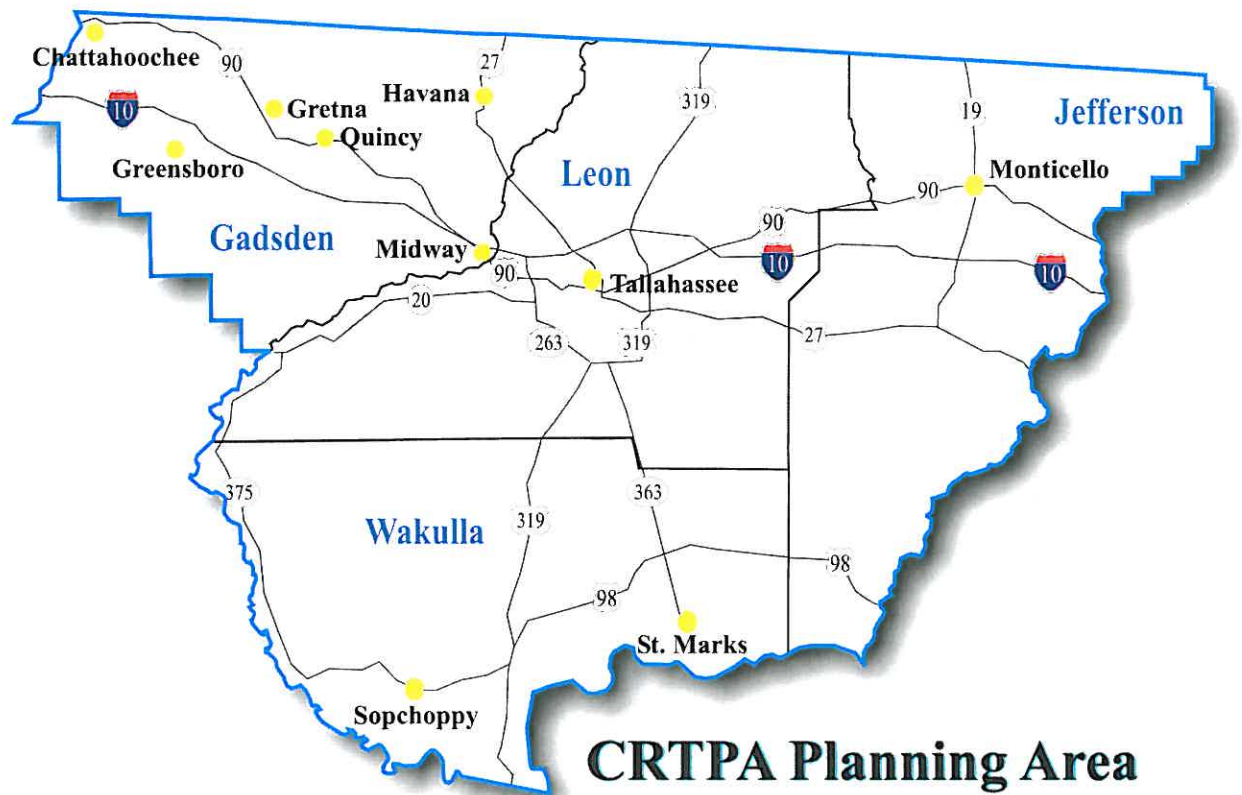 Chattahoochee
90
27
Havana
319
10
Gretna
19
Jefferson
Quincy
Greensboro
Leon
Monticello
90
Gadsden
90
Midway
10
10
90
Tallahassee
20
263
319
27
375
363
319
Wakulla
98
98
St. Marks
Sopchoppy
CRTPA Planning Area